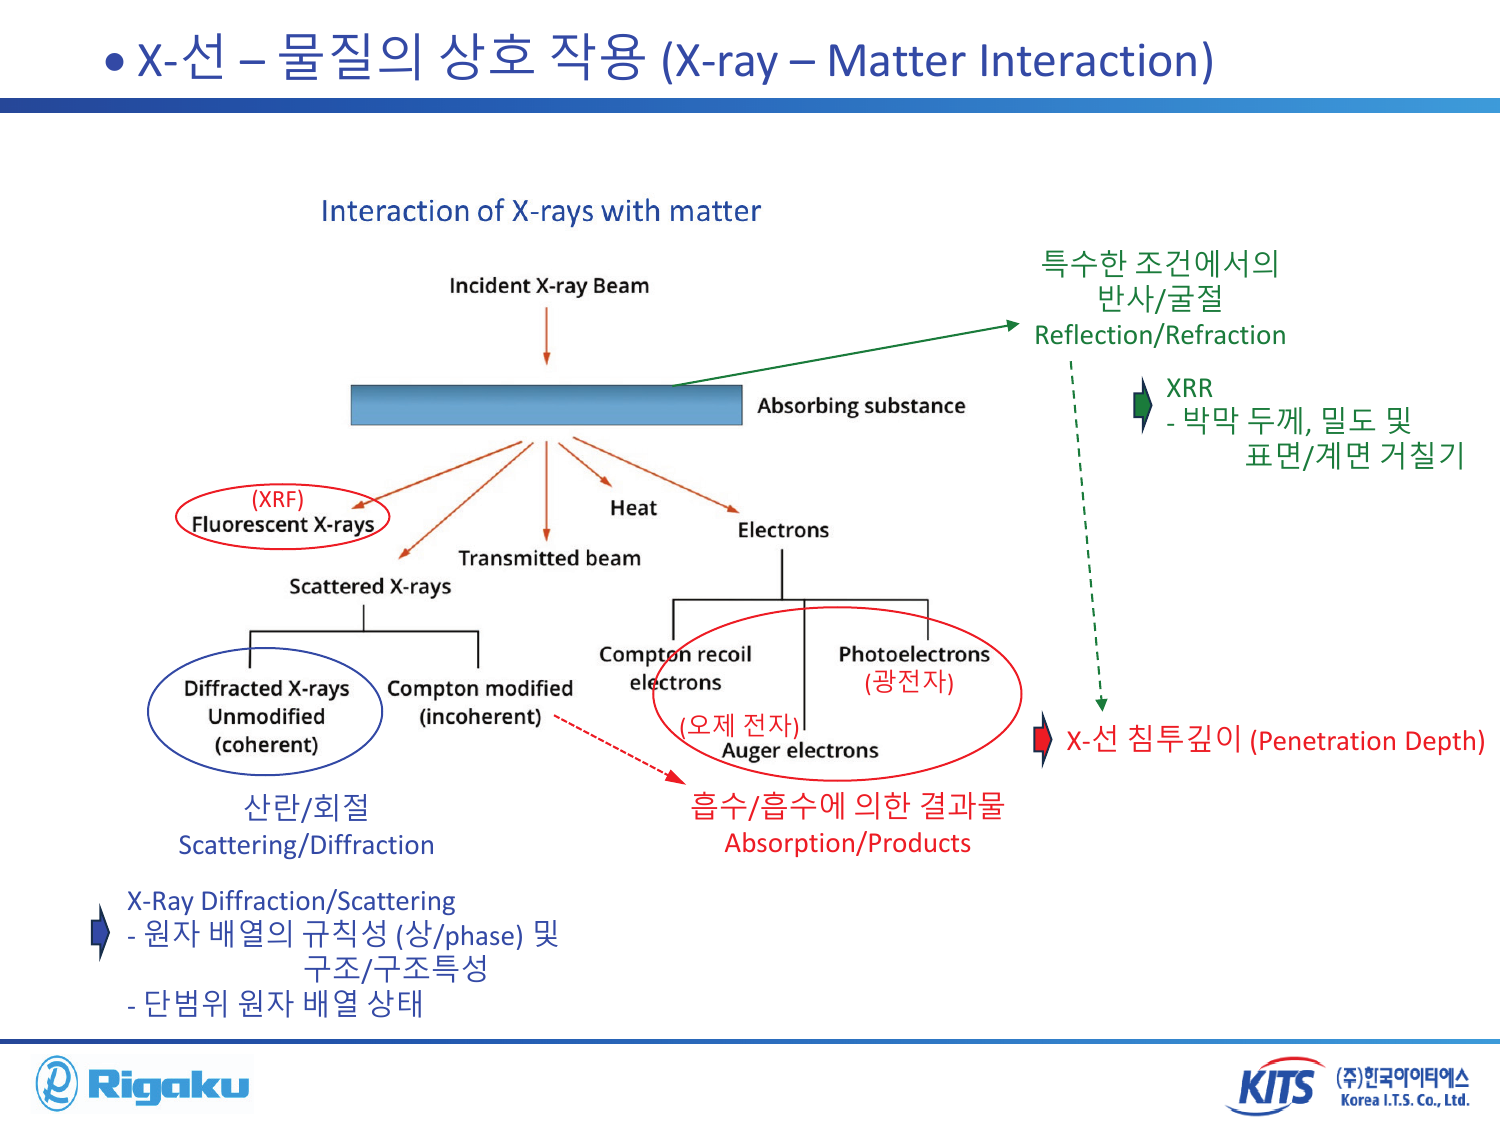 • X-선 – 물질의 상호 작용 (X-ray – Matter Interaction)
Interaction of X-rays with matter
Incident X-ray Beam
Absorbing substance
특수한 조건에서의
반사/굴절
Reflection/Refraction
XRR
- 박막 두께, 밀도 및
표면/계면 거칠기
(XRF)
Fluorescent X-rays
Heat
Electrons
Transmitted beam
Scattered X-rays
Compton recoil
electrons
Photoelectrons
(광전자)
Diffracted X-rays
Unmodified
(coherent)
Compton modified
(incoherent)
(오제 전자)
Auger electrons
X-선 침투깊이 (Penetration Depth)
산란/회절
Scattering/Diffraction
흡수/흡수에 의한 결과물
Absorption/Products
X-Ray Diffraction/Scattering
- 원자 배열의 규칙성 (상/phase) 및
구조/구조특성
- 단범위 원자 배열 상태
Rigaku
KITS
(주)한국아이티에스
Korea I.T.S. Co., Ltd.